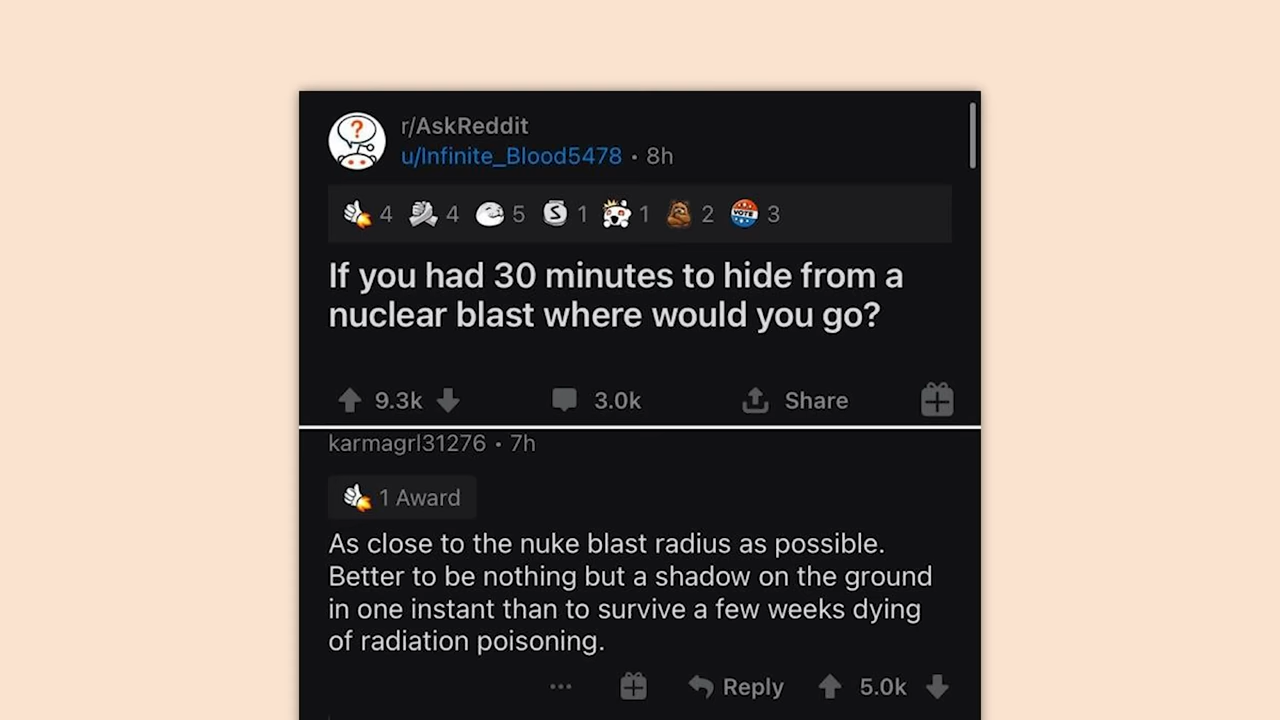 r/AskReddit
u/Infinite_Blood5478 · 8h
4 4 5 S 1 1 2 VOTE 3
If you had 30 minutes to hide from a
nuclear blast where would you go?
9.3k 3.0k Share
karmagrl31276 · 7h
1 Award
As close to the nuke blast radius as possible.
Better to be nothing but a shadow on the ground
in one instant than to survive a few weeks dying
of radiation poisoning.
... Reply 5.0k